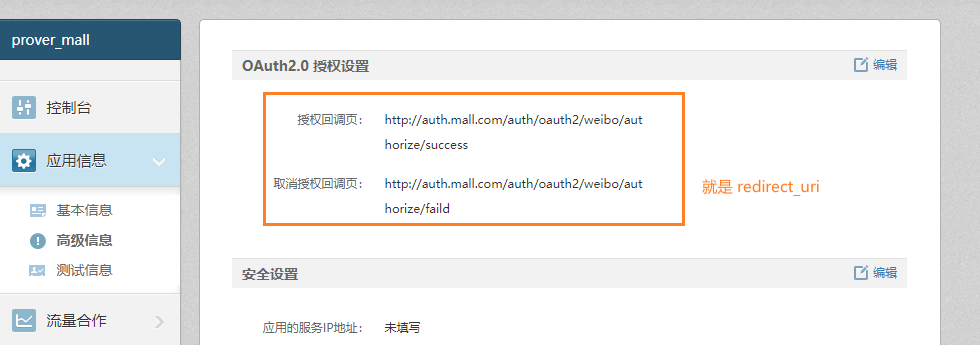 prover_mall
OAuth2.0 授权设置
编辑
控制台
授权回调页：
http://auth.mall.com/auth/oauth2/weibo/aut
horize/success
应用信息
取消授权回调页：
http://auth.mall.com/auth/oauth2/weibo/aut
horize/faild
就是 redirect_uri
基本信息
高级信息
测试信息
安全设置
编辑
流量合作
应用的服务IP地址：
未填写